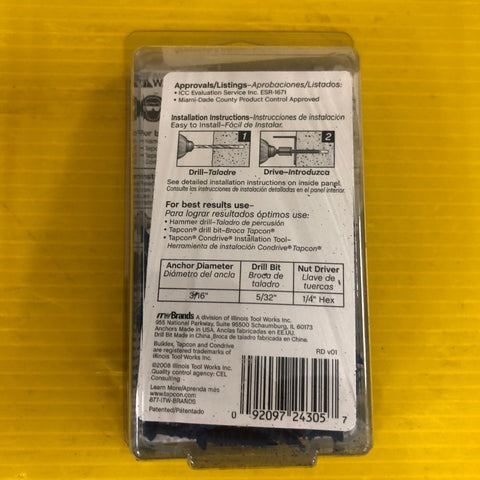 Approvals/Listings–Aprobaciones/Listados:
• ICC Evaluation Service Inc. ESR-1671
• Miami-Dade County Product Control Approved
Installation Instructions–Instrucciones de instalacion
Easy to Install–Fácil de Instalar.
1
2
Drill–Taladre
Drive–Introduzca
See detailed installation instructions on inside panel.
Consulte las instrucciones de instalación detalladas en el panel interior.
For best results use–
Para lograr resultados óptimos use:
• Hammer drill–Taladro de percusión
• Tapcon® drill bit–Broca Tapcon®
• Tapcon® Condrive® Installation Tool–
Herramienta de instalación Condrive®Tapcon®
Anchor Diameter
Diámetro del ancla
Drill Bit
Broca de taladro
Nut Driver
Llave de tuercas
3/16"
5/32"
1/4" Hex
ITWBrands A division of Illinois Tool Works Inc.
955 National Parkway, Suite 95500 Schaumburg, IL 60173
Anchors Made in USA. Anclas fabricadas en EE.UU.
Drill Bit Made in China. Broca de taladro fabricada en China.
Buildex, Tapcon and Condrive
are registered trademarks of
Illinois Tool Works Inc.
RD v01
©2008 Illinois Tool Works Inc.
Quality control agency: CEL
Consulting
Learn More/Aprenda más
www.tapcon.com
877-ITW-BRANDS
Patented/Patentado
0 92097 24305 7